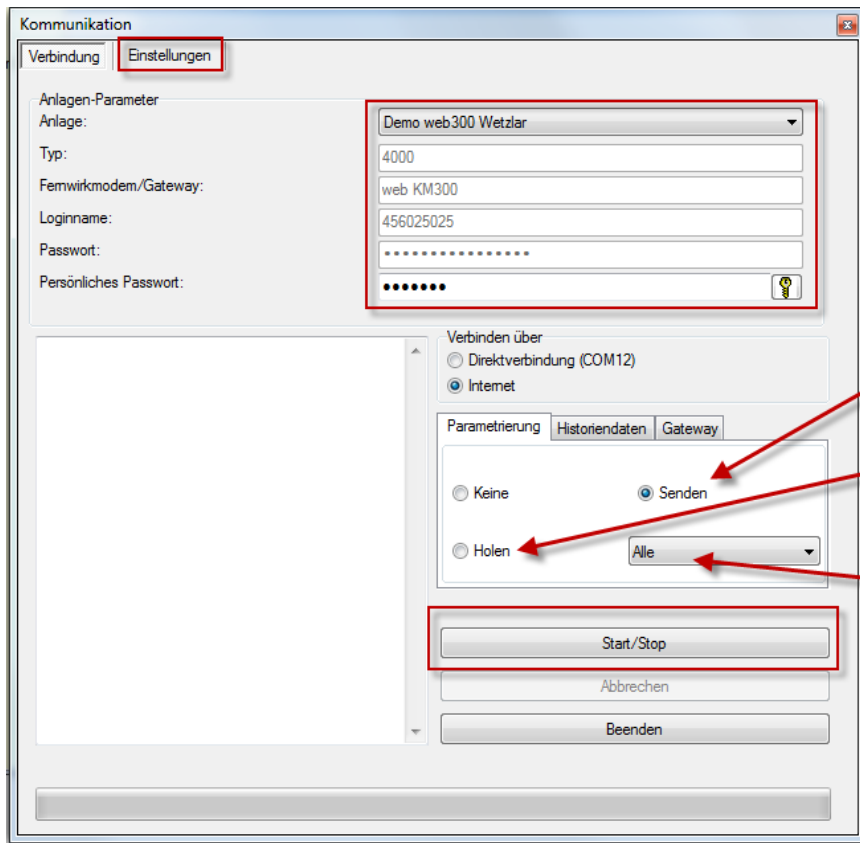 Kommunikation
Verbindung Einstellungen
Anlagen-Parameter
Anlage: Demo web300 Wetzlar
Typ: 4000
Fernwirkmodem/Gateway: web KM300
Loginname: 456025025
Passwort: ••••••••••••••••
Persönliches Passwort: •••••••
Verbinden über
Direktverbindung (COM12)
Internet
Parametrierung Historiendaten Gateway
Keine Senden
Holen Alle
Start/Stop
Abbrechen
Beenden